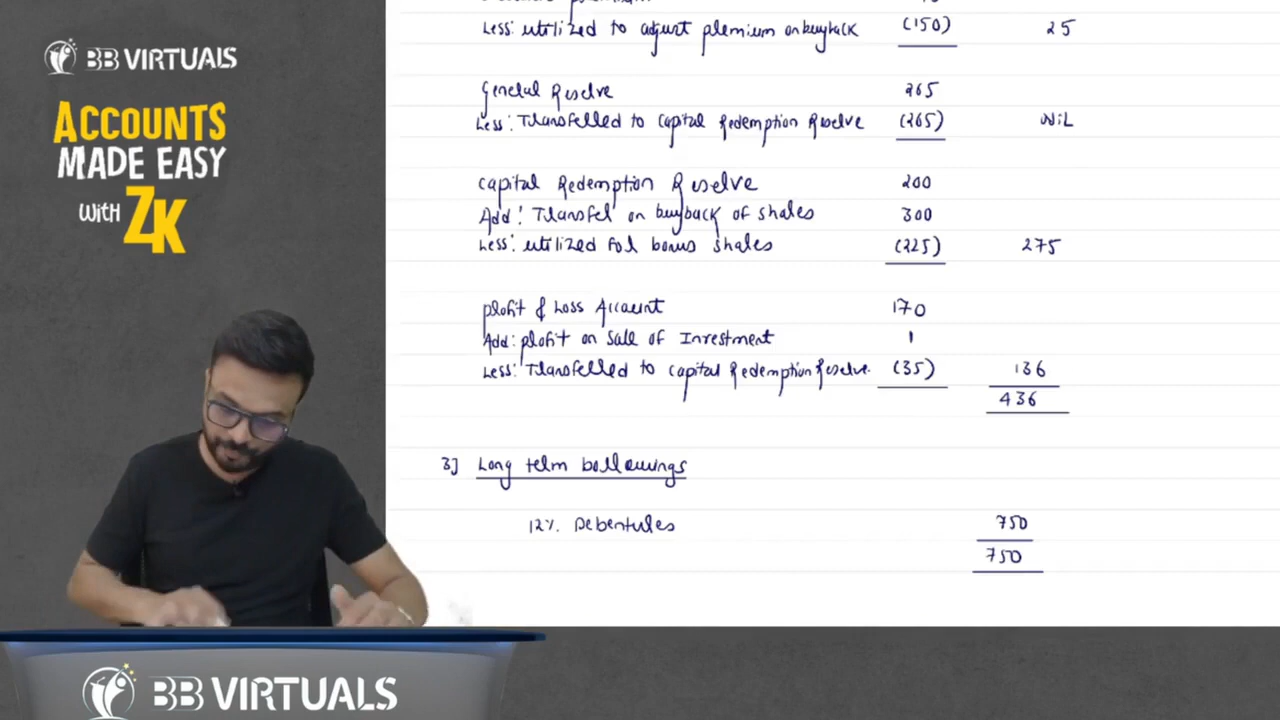 BB VIRTUALS
ACCOUNTS
MADE EASY
WITH ZK
Less: utilized to adjust premium on buyback (150) 25
General Reserve 265
Less: Transferred to Capital Redemption Reserve (265) NIL
Capital Redemption Reserve 200
Add: Transfer on buyback of shares 300
Less: utilized for bonus shares (225) 275
Profit & Loss Account 170
Add: profit on sale of Investment 1
Less: Transferred to Capital Redemption Reserve. (35) 136
436
3] Long term borrowings
12% Debentures 750
750
BB VIRTUALS